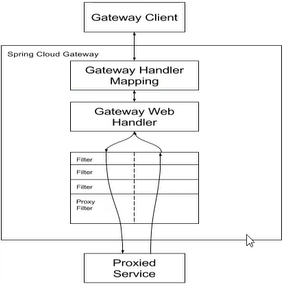 Gateway Client
Spring Cloud Gateway
Gateway Handler
Mapping
Gateway Web
Handler
Filter
Filter
Filter
Proxy
Filter
Proxied
Service